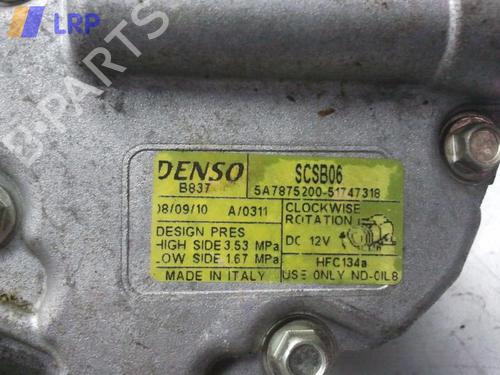 LRP
DENSO
B837
SCSB06
5A7875200-51747318
08/09/10 A/0311
CLOCKWISE
ROTATION
DESIGN PRES
HIGH SIDE 3.53 MPa
LOW SIDE 1.67 MPa
DC 12V
HFC134a
MADE IN ITALY
USE ONLY ND-OIL8